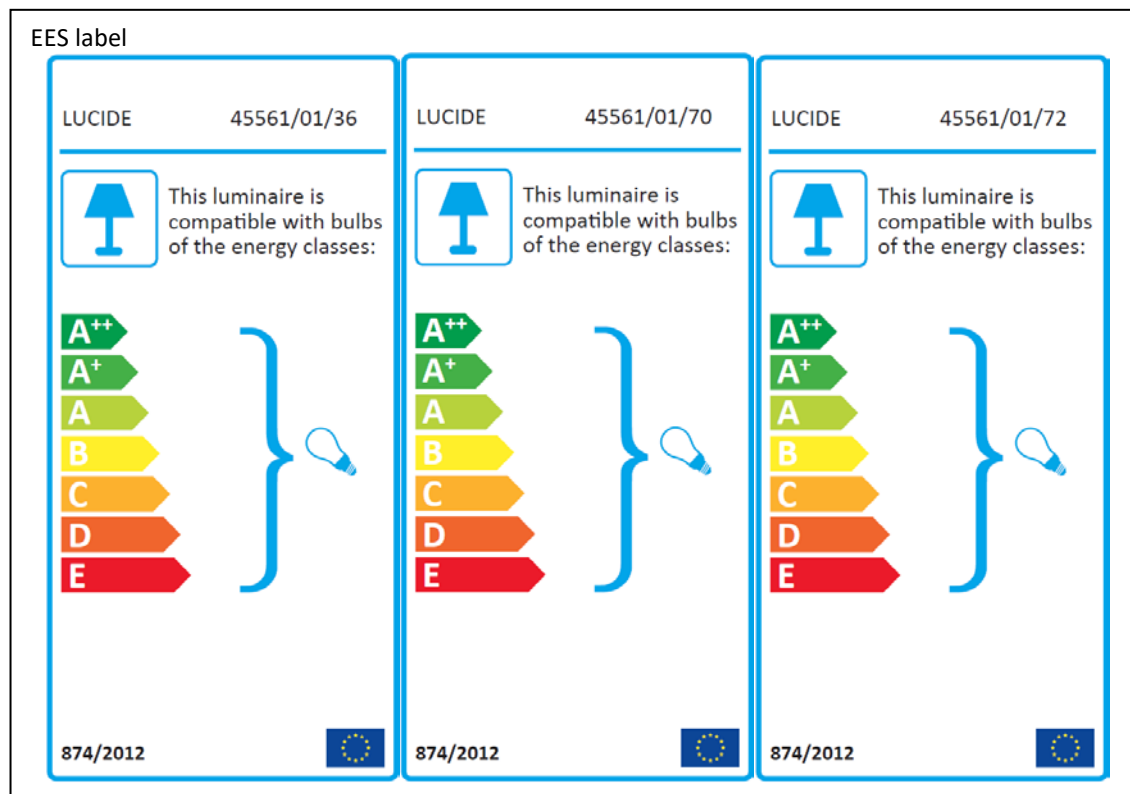 EES label
LUCIDE 45561/01/36
This luminaire is
compatible with bulbs
of the energy classes:
A++
A+
A
B
C
D
E
874/2012
LUCIDE 45561/01/70
This luminaire is
compatible with bulbs
of the energy classes:
A++
A+
A
B
C
D
E
874/2012
LUCIDE 45561/01/72
This luminaire is
compatible with bulbs
of the energy classes:
A++
A+
A
B
C
D
E
874/2012